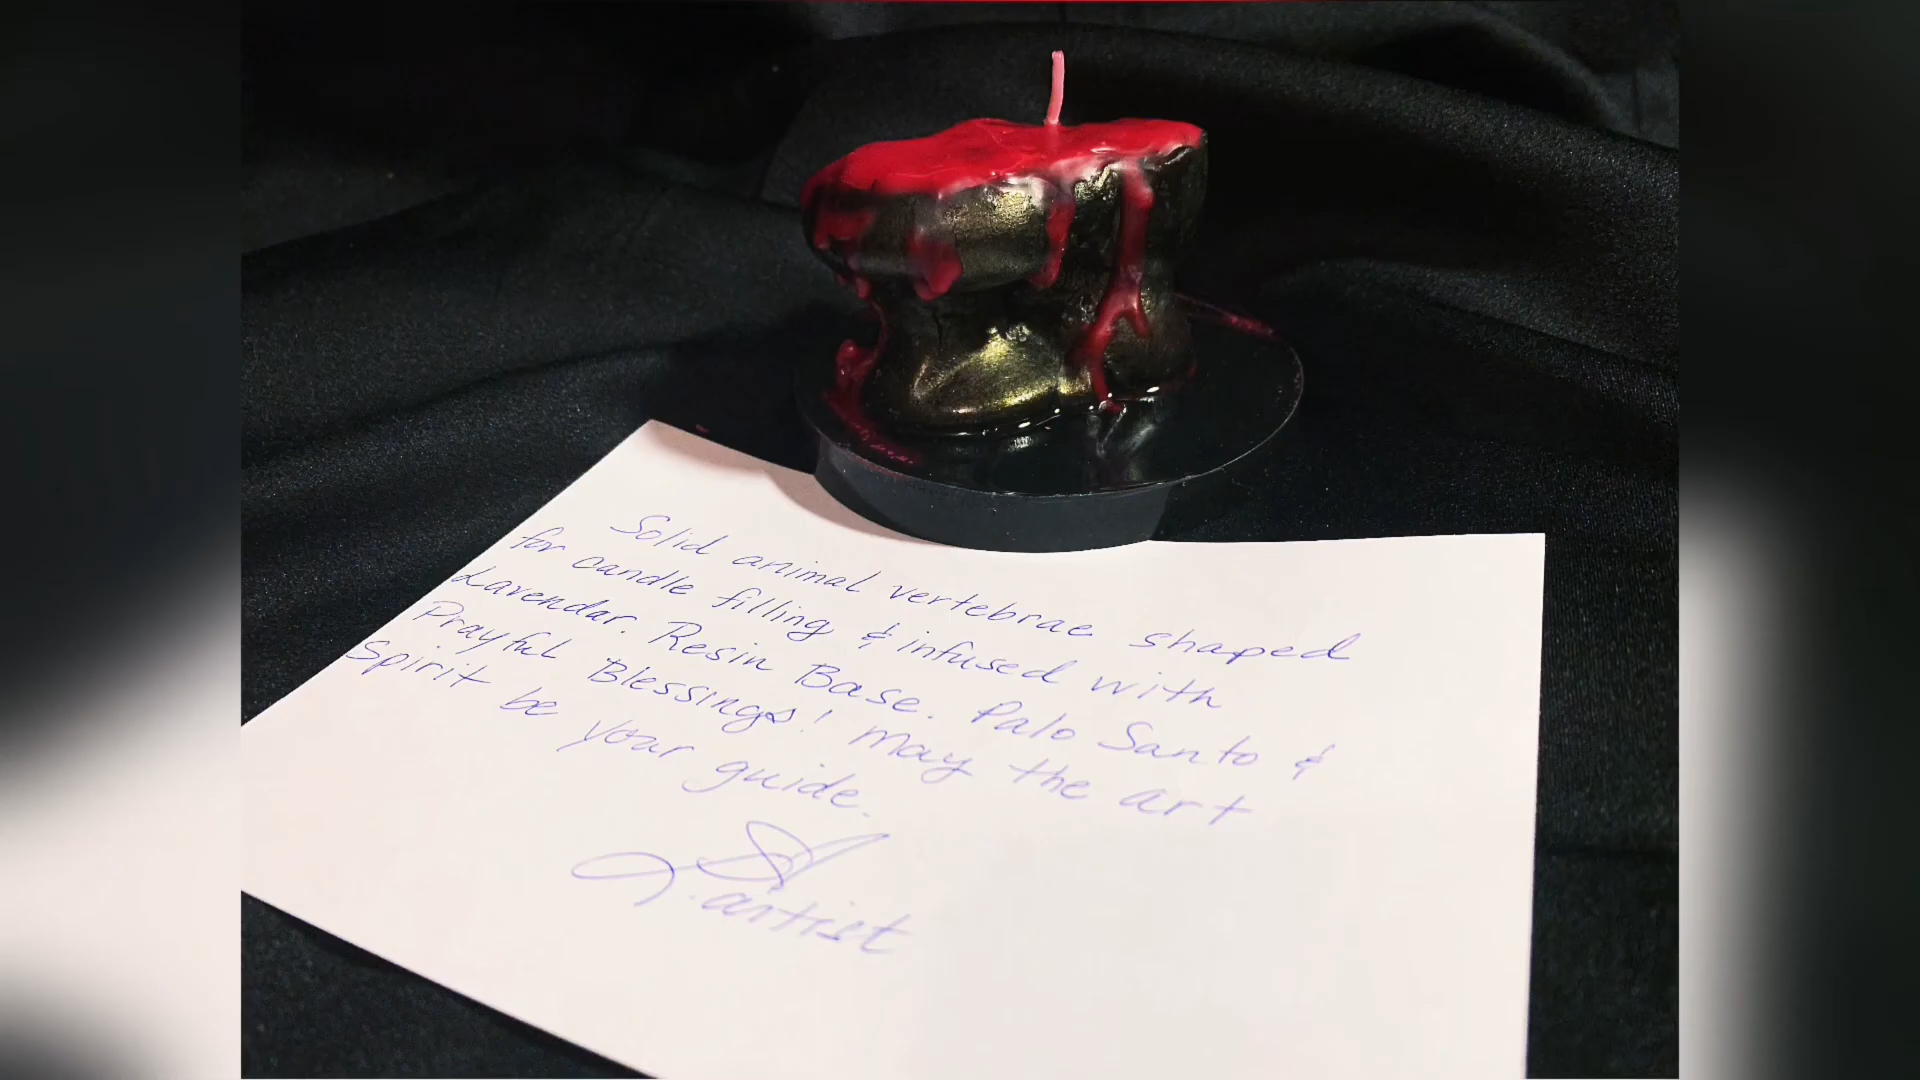 Solid animal vertebrae shaped
for candle filling & infused with
Lavendar. Resin Base. Palo Santo &
Prayful Blessings! May the art
Spirit be your guide.
artist